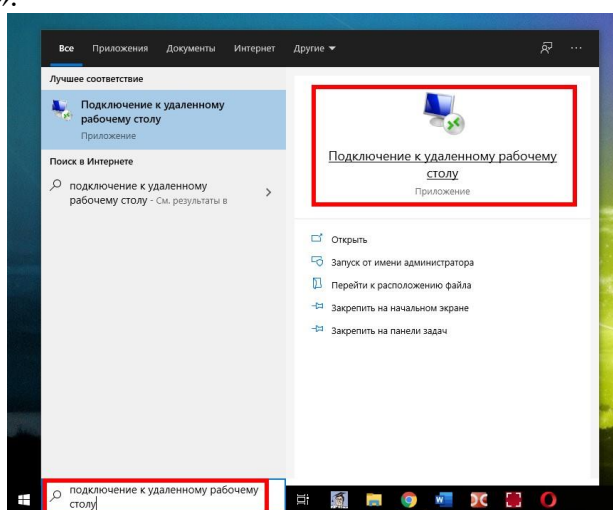 Все Приложения Документы Интернет Другие
Лучшее соответствие
Подключение к удаленному
рабочему столу
Приложение
Поиск в Интернете
подключение к удаленному
рабочему столу - См. результаты в
Подключение к удаленному рабочему
столу
Приложение
Открыть
Запуск от имени администратора
Перейти к расположению файла
Закрепить на начальном экране
Закрепить на панели задач
подключение к удаленному рабочему
столу